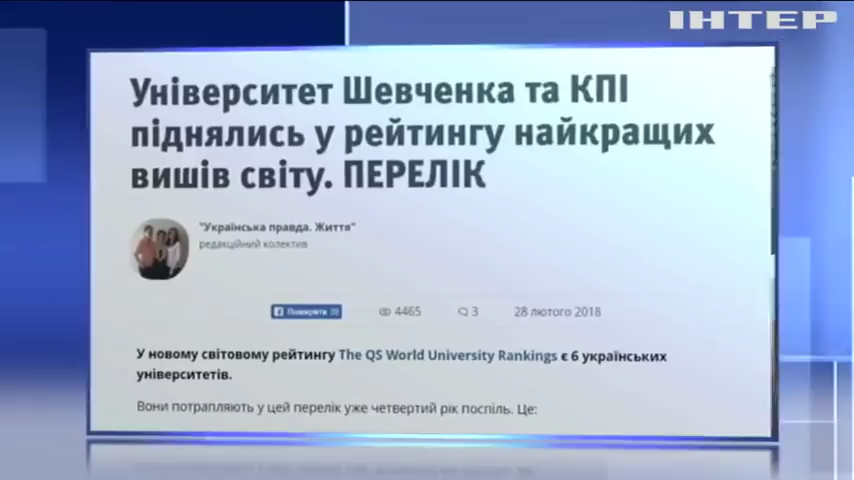 ІНТЕР
Університет Шевченка та КПІ
піднялись у рейтингу найкращих
вишів світу. ПЕРЕЛІК
"Українська правда. Життя"
редакційний колектив
Поширити 38 4465 3 28 лютого 2018
У новому світовому рейтингу The QS World University Rankings є 6 українських
університетів.
Вони потрапляють у цей перелік уже четвертий рік поспіль. Це: